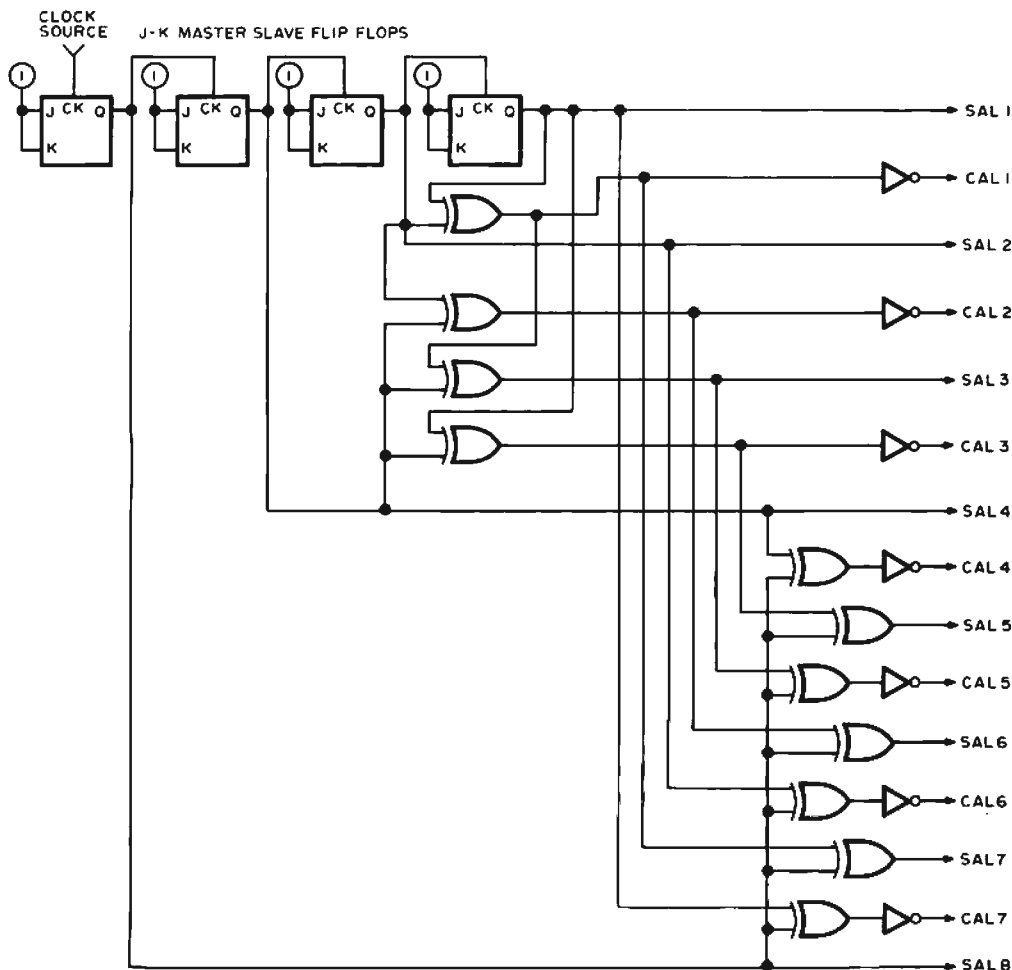 CLOCK
SOURCE
J-K MASTER SLAVE FLIP FLOPS
1
1
1
1
J CK Q
K
J CK Q
K
J CK Q
K
J CK Q
K
SAL 1
CAL 1
SAL 2
CAL 2
SAL 3
CAL 3
SAL 4
CAL 4
SAL 5
CAL 5
SAL 6
CAL 6
SAL 7
CAL 7
SAL 8